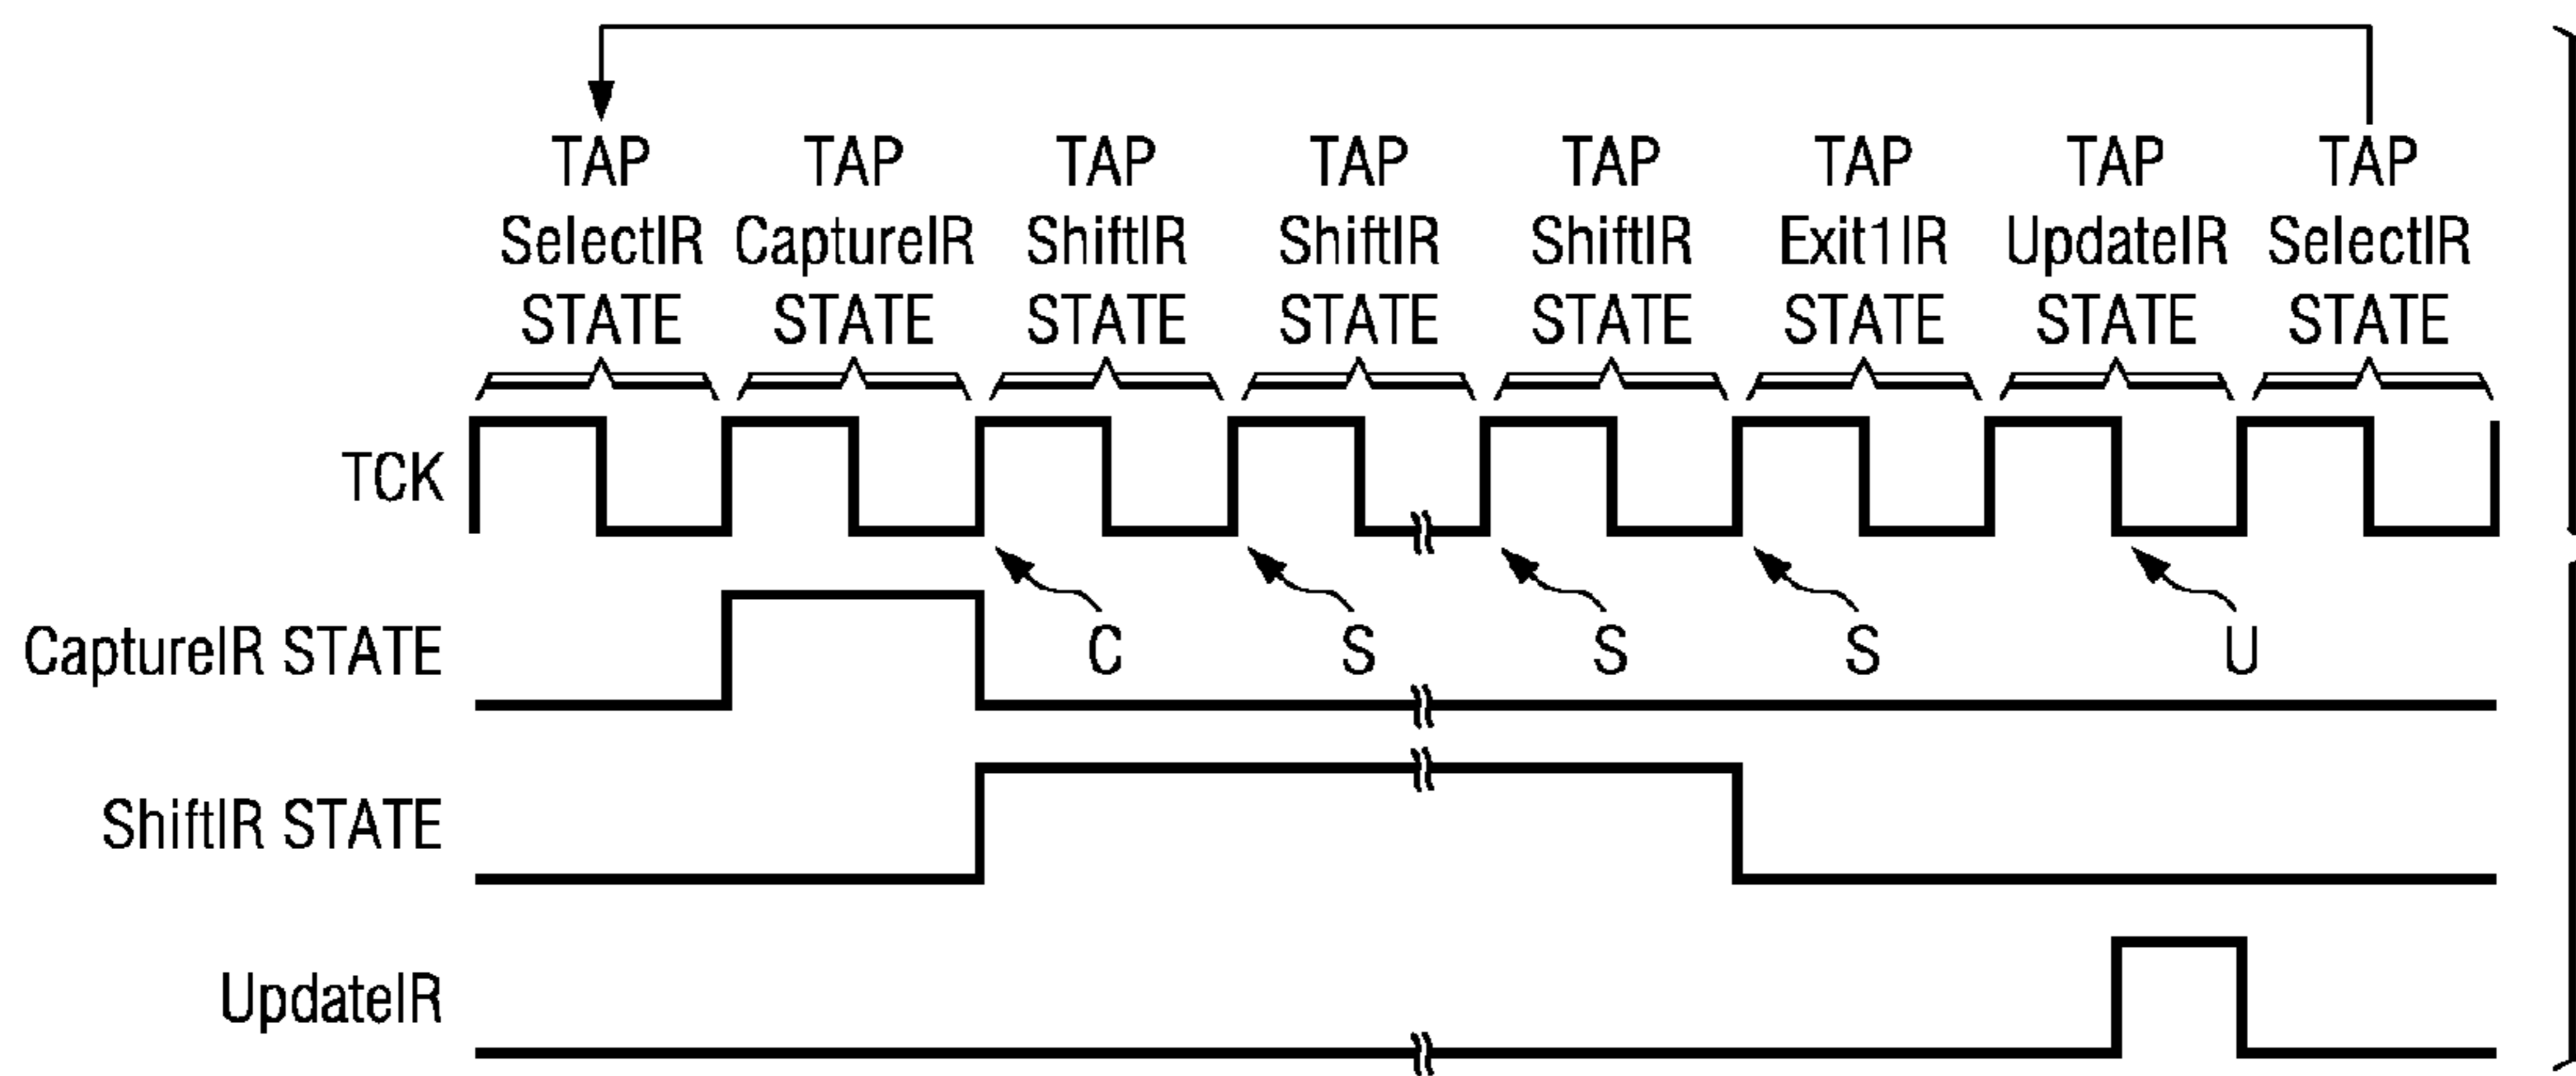 TAP TAP TAP TAP TAP TAP TAP TAP
SelectIR CaptureIR ShiftIR ShiftIR ShiftIR Exit1IR UpdateIR SelectIR
STATE STATE STATE STATE STATE STATE STATE STATE
TCK
CaptureIR STATE C S S S U
ShiftIR STATE
UpdateIR